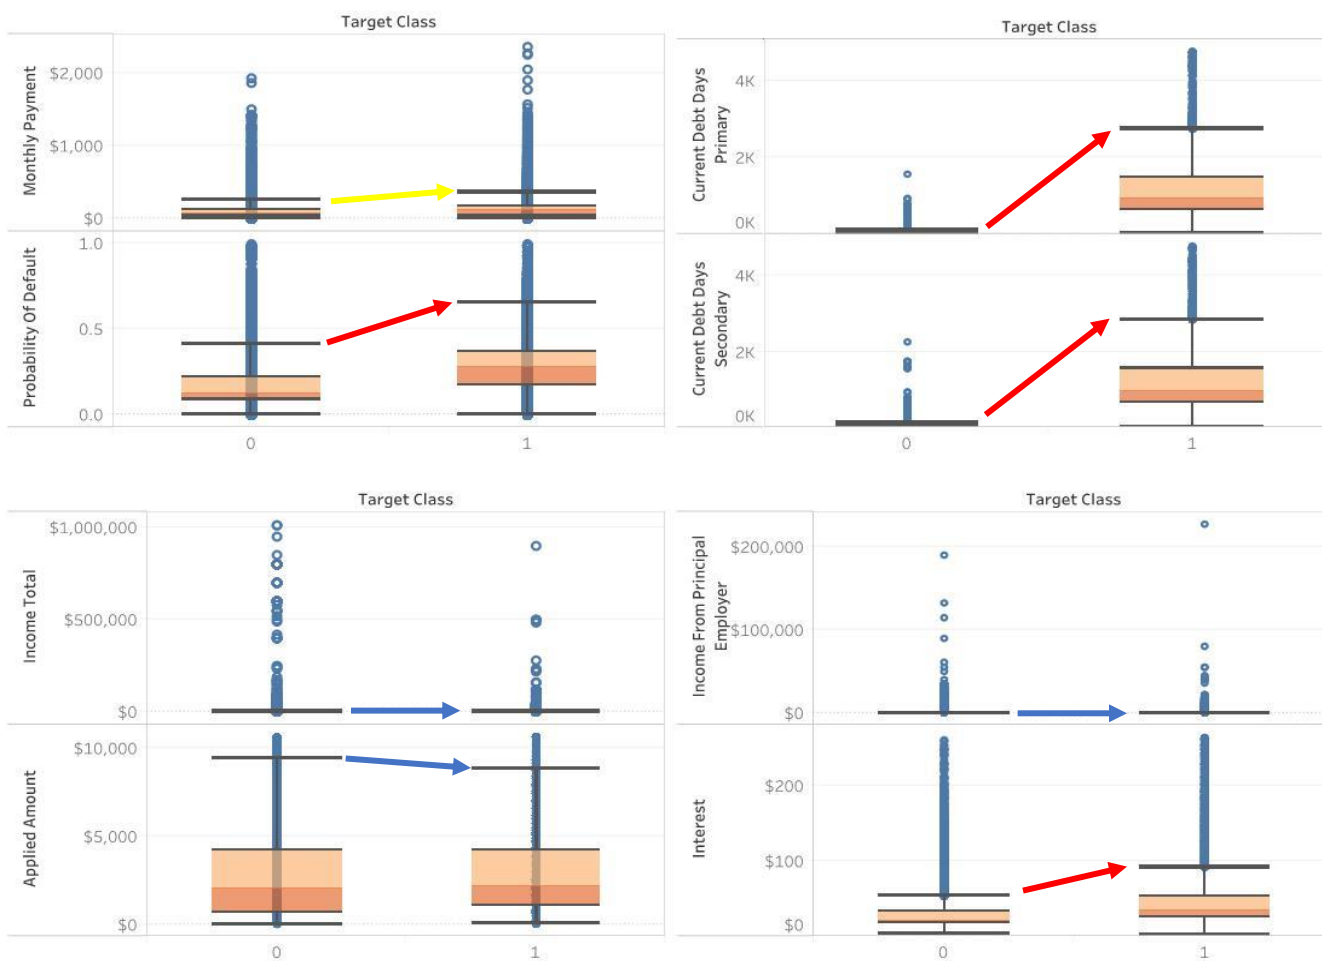 Target Class
Monthly Payment
$2,000
$1,000
$0
Probability Of Default
1.0
0.5
0.0
0
1
Target Class
Current Debt Days
Primary
4K
2K
0K
Current Debt Days
Secondary
4K
2K
0K
0
1
Target Class
Income Total
$1,000,000
$500,000
$0
Applied Amount
$10,000
$5,000
$0
0
1
Target Class
Income From Principal
Employer
$200,000
$100,000
$0
Interest
$200
$100
$0
0
1